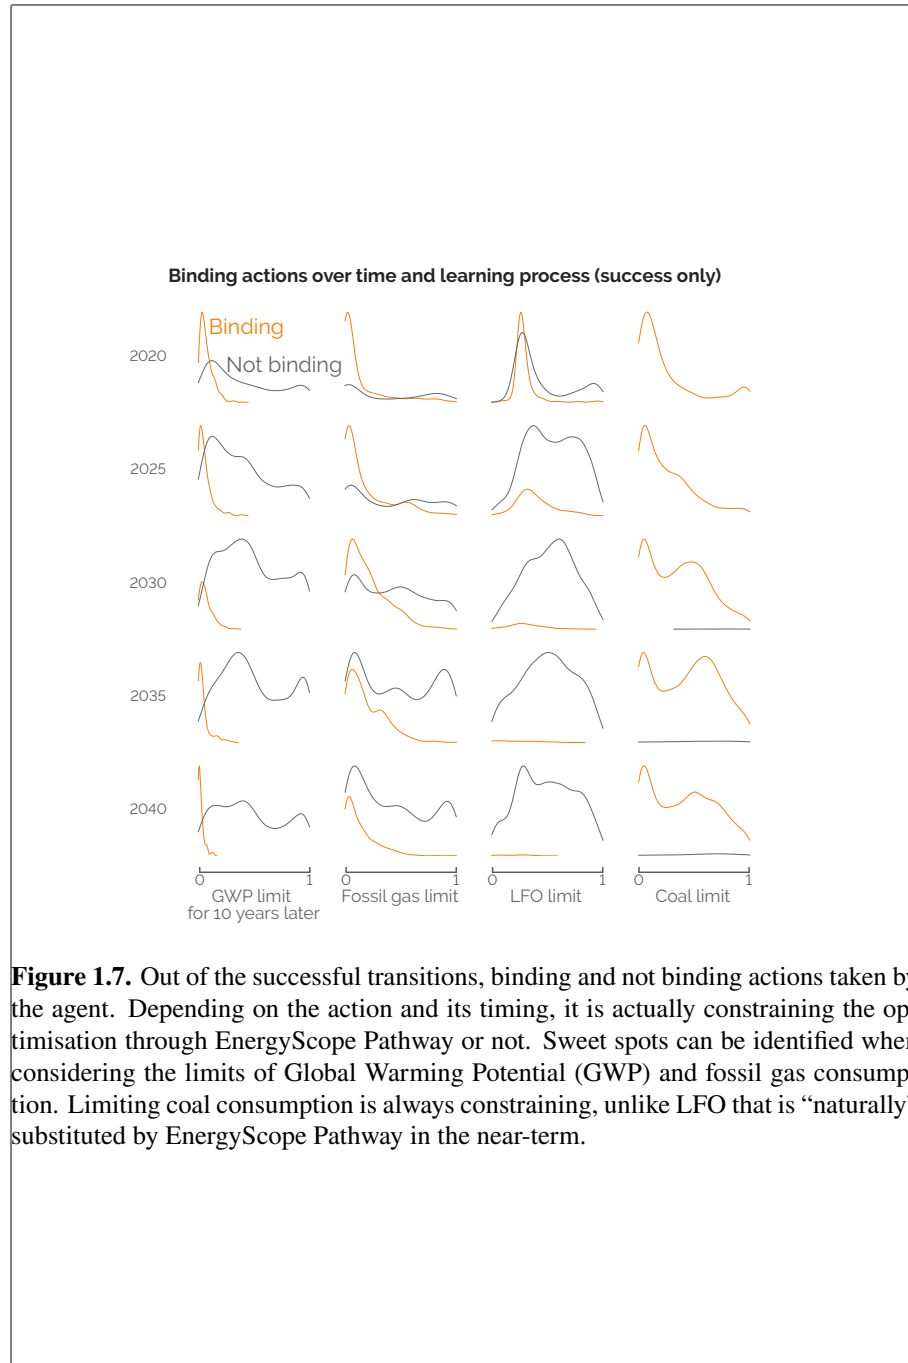 Binding actions over time and learning process (success only)
Binding
Not binding
2020
2025
2030
2035
2040
0 1 0 1 0 1 0 1
GWP limit
for 10 years later
Fossil gas limit
LFO limit
Coal limit
Figure 1.7. Out of the successful transitions, binding and not binding actions taken by
the agent. Depending on the action and its timing, it is actually constraining the op
timisation through EnergyScope Pathway or not. Sweet spots can be identified when
considering the limits of Global Warming Potential (GWP) and fossil gas consump
tion. Limiting coal consumption is always constraining, unlike LFO that is “naturally”
substituted by EnergyScope Pathway in the near-term.